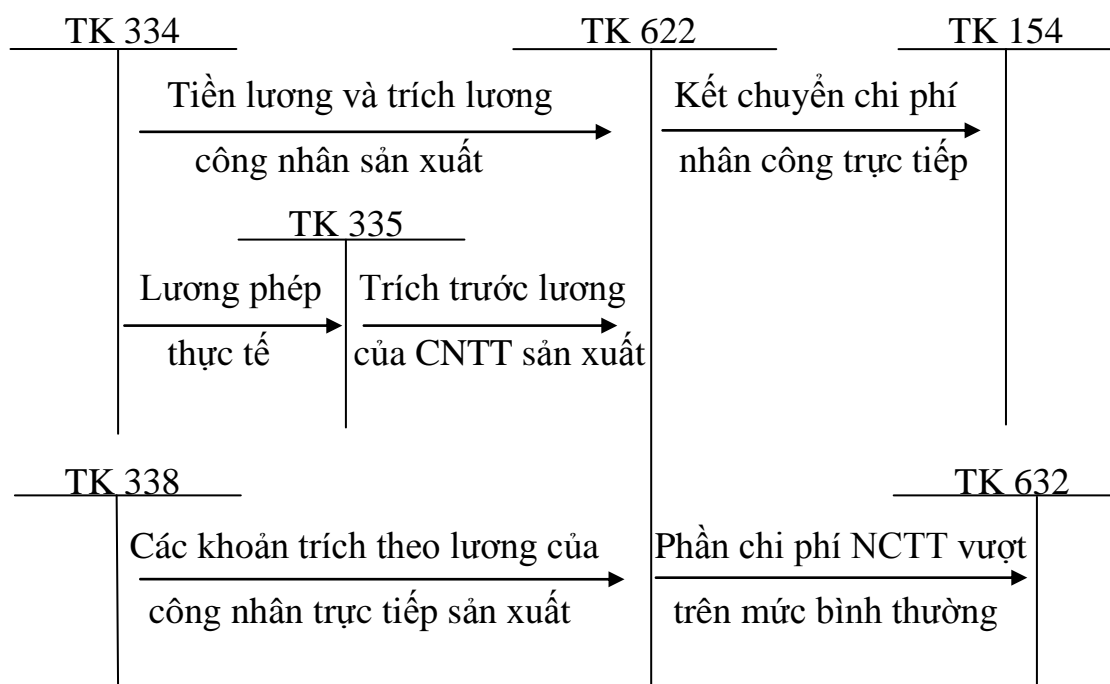 TK 334
TK 622
TK 154
Tiền lương và trích lương
công nhân sản xuất
Kết chuyển chi phí
nhân công trực tiếp
TK 335
Lương phép
thực tế
Trích trước lương
của CNTT sản xuất
TK 338
TK 632
Các khoản trích theo lương của
công nhân trực tiếp sản xuất
Phần chi phí NCTT vượt
trên mức bình thường